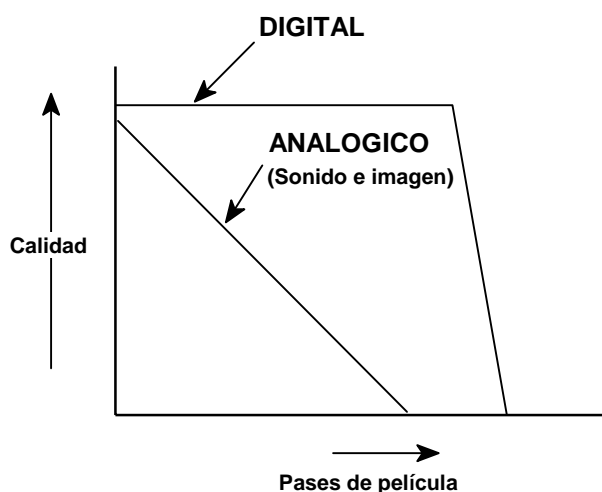 DIGITAL
ANALOGICO
(Sonido e imagen)
Calidad
Pases de película